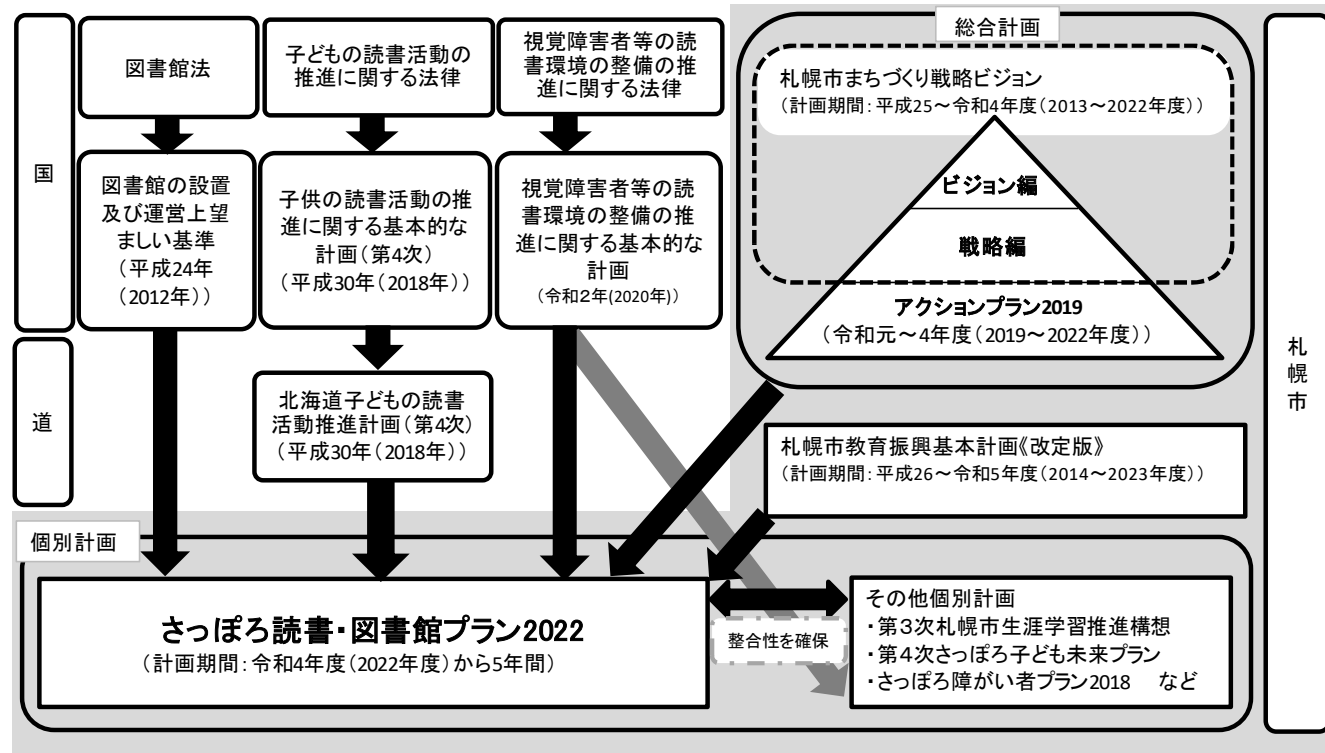 国
図書館法
子どもの読書活動の
推進に関する法律
視覚障害者等の読
書環境の整備の推
進に関する法律
図書館の設置
及び運営上望
ましい基準
(平成24年
(2012年))
子供の読書活動の推
進に関する基本的な
計画(第4次)
(平成30年(2018年))
視覚障害者等の読
書環境の整備の推
進に関する基本的な
計画
(令和2年(2020年))
道
北海道子どもの読書
活動推進計画(第4次)
(平成30年(2018年))
総合計画
札幌市まちづくり戦略ビジョン
(計画期間:平成25~令和4年度(2013~2022年度))
ビジョン編
戦略編
アクションプラン2019
(令和元~4年度(2019~2022年度))
札幌市
札幌市教育振興基本計画《改定版》
(計画期間:平成26~令和5年度(2014~2023年度))
個別計画
さっぽろ読書・図書館プラン2022
(計画期間:令和4年度(2022年度)から5年間)
整合性を確保
その他個別計画
・第3次札幌市生涯学習推進構想
・第4次さっぽろ子ども未来プラン
・さっぽろ障がい者プラン2018 など